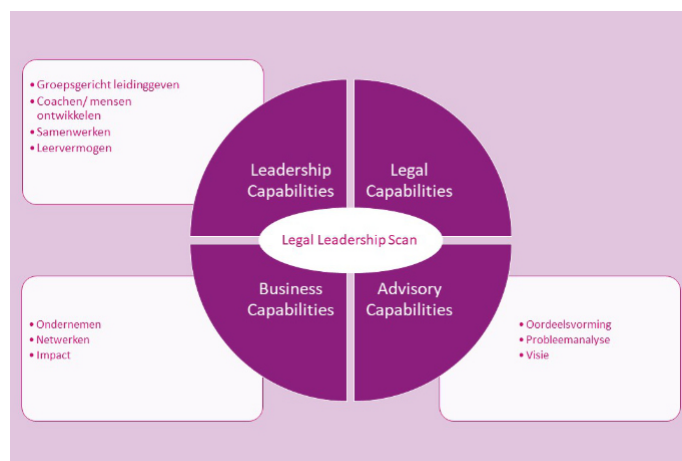 • Groepsgericht leidinggeven
• Coachen/ mensen
ontwikkelen
• Samenwerken
• Leervermogen
Leadership
Capabilities
Legal
Capabilities
Legal Leadership Scan
Business
Capabilities
Advisory
Capabilities
• Ondernemen
• Netwerken
• Impact
• Oordeelsvorming
• Probleemanalyse
• Visie